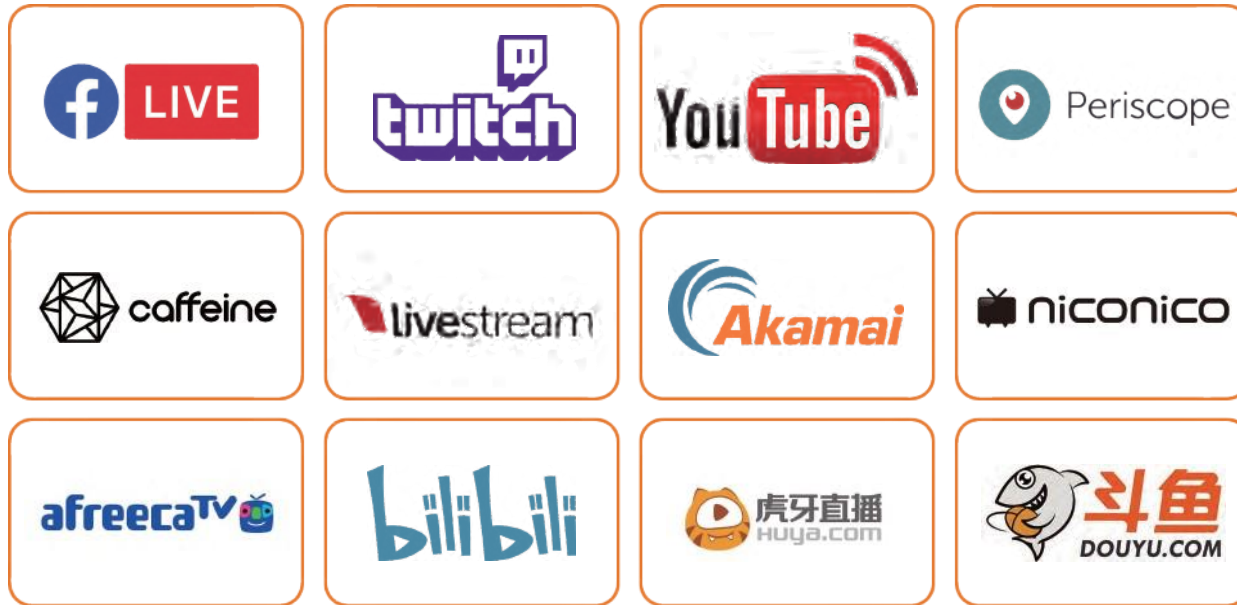 f LIVE
twitch
YouTube
Periscope
caffeine
livestream
Akamai
niconico
afreecaTV
bilibili
虎牙直播
HUYa.com
斗鱼
DOUYU.COM